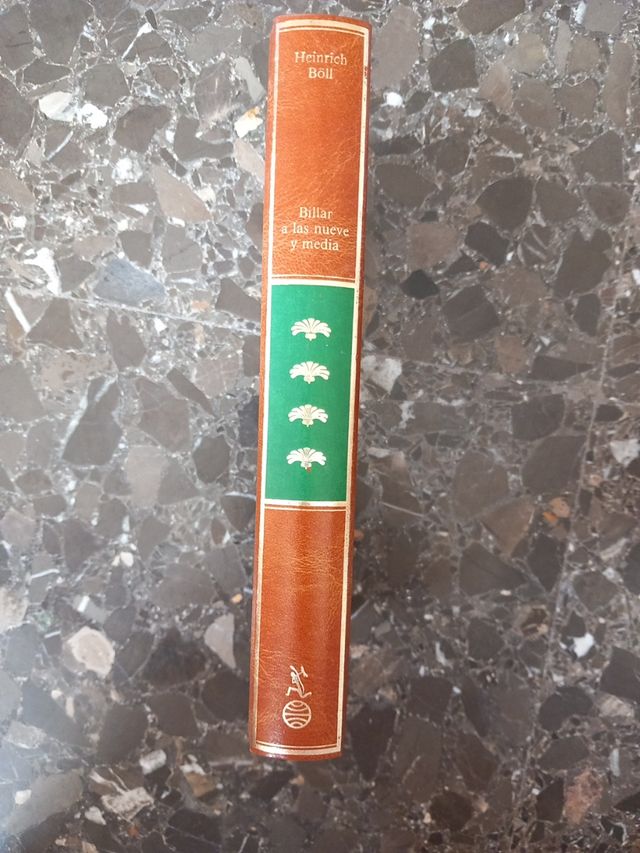 Heinrich
Böll
Billar
a las nueve
y media